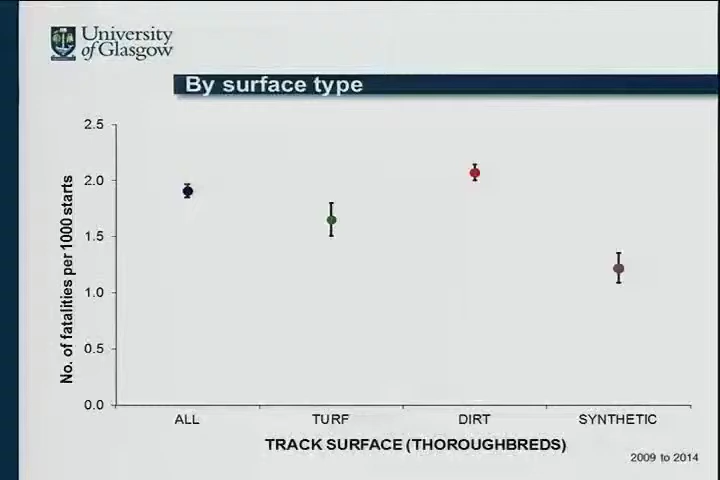 University
of Glasgow
By surface type
No. of fatalities per 1000 starts
2.5
2.0
1.5
1.0
0.5
0.0
ALL TURF DIRT SYNTHETIC
TRACK SURFACE (THOROUGHBREDS)
2009 to 2014